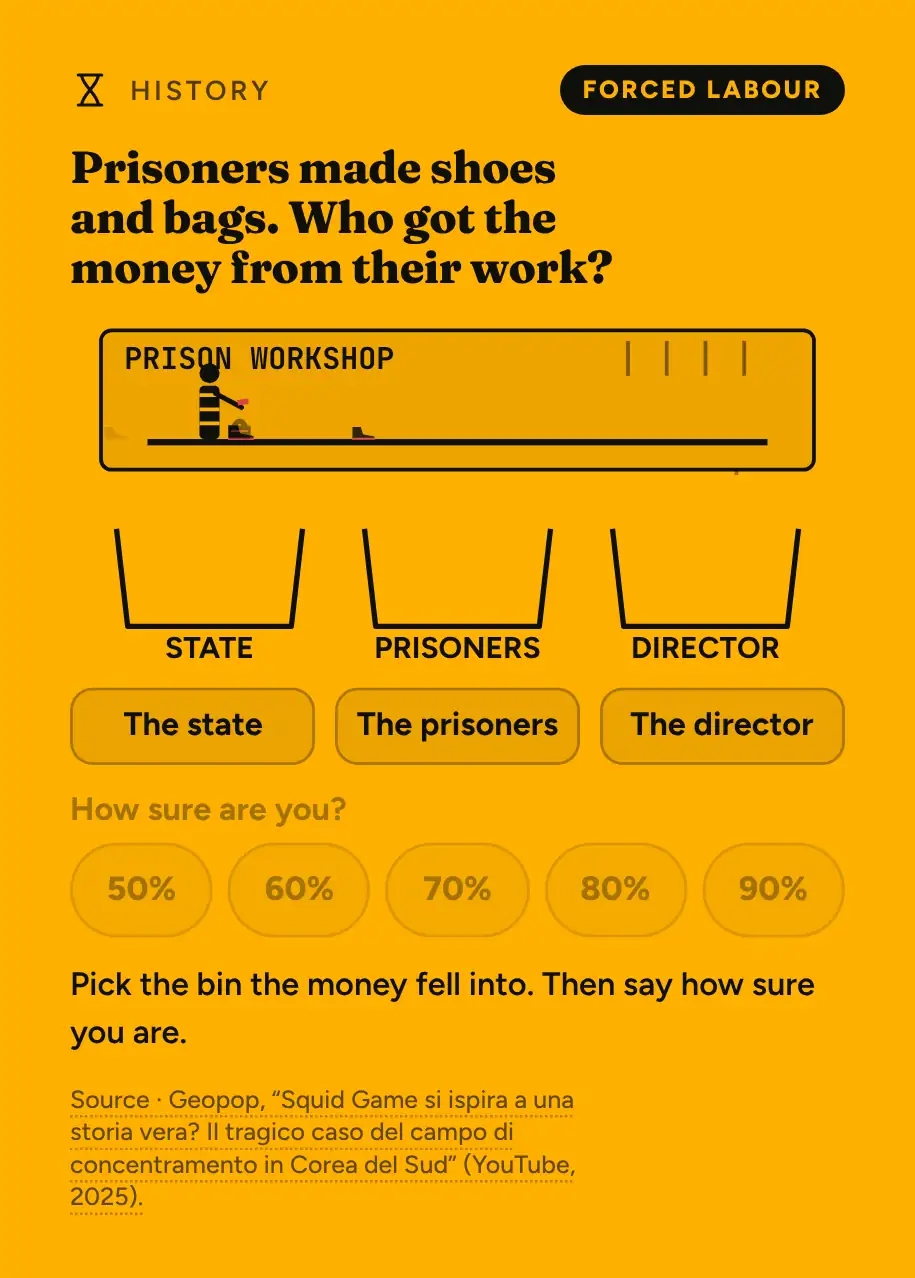 HISTORY
FORCED LABOUR
Prisoners made shoes
and bags. Who got the
money from their work?
PRISON WORKSHOP
STATE
PRISONERS
DIRECTOR
The state
The prisoners
The director
How sure are you?
50%
60%
70%
80%
90%
Pick the bin the money fell into. Then say how sure
you are.
Source · Geopop, “Squid Game si ispira a una
storia vera? Il tragico caso del campo di
concentramento in Corea del Sud” (YouTube,
2025).